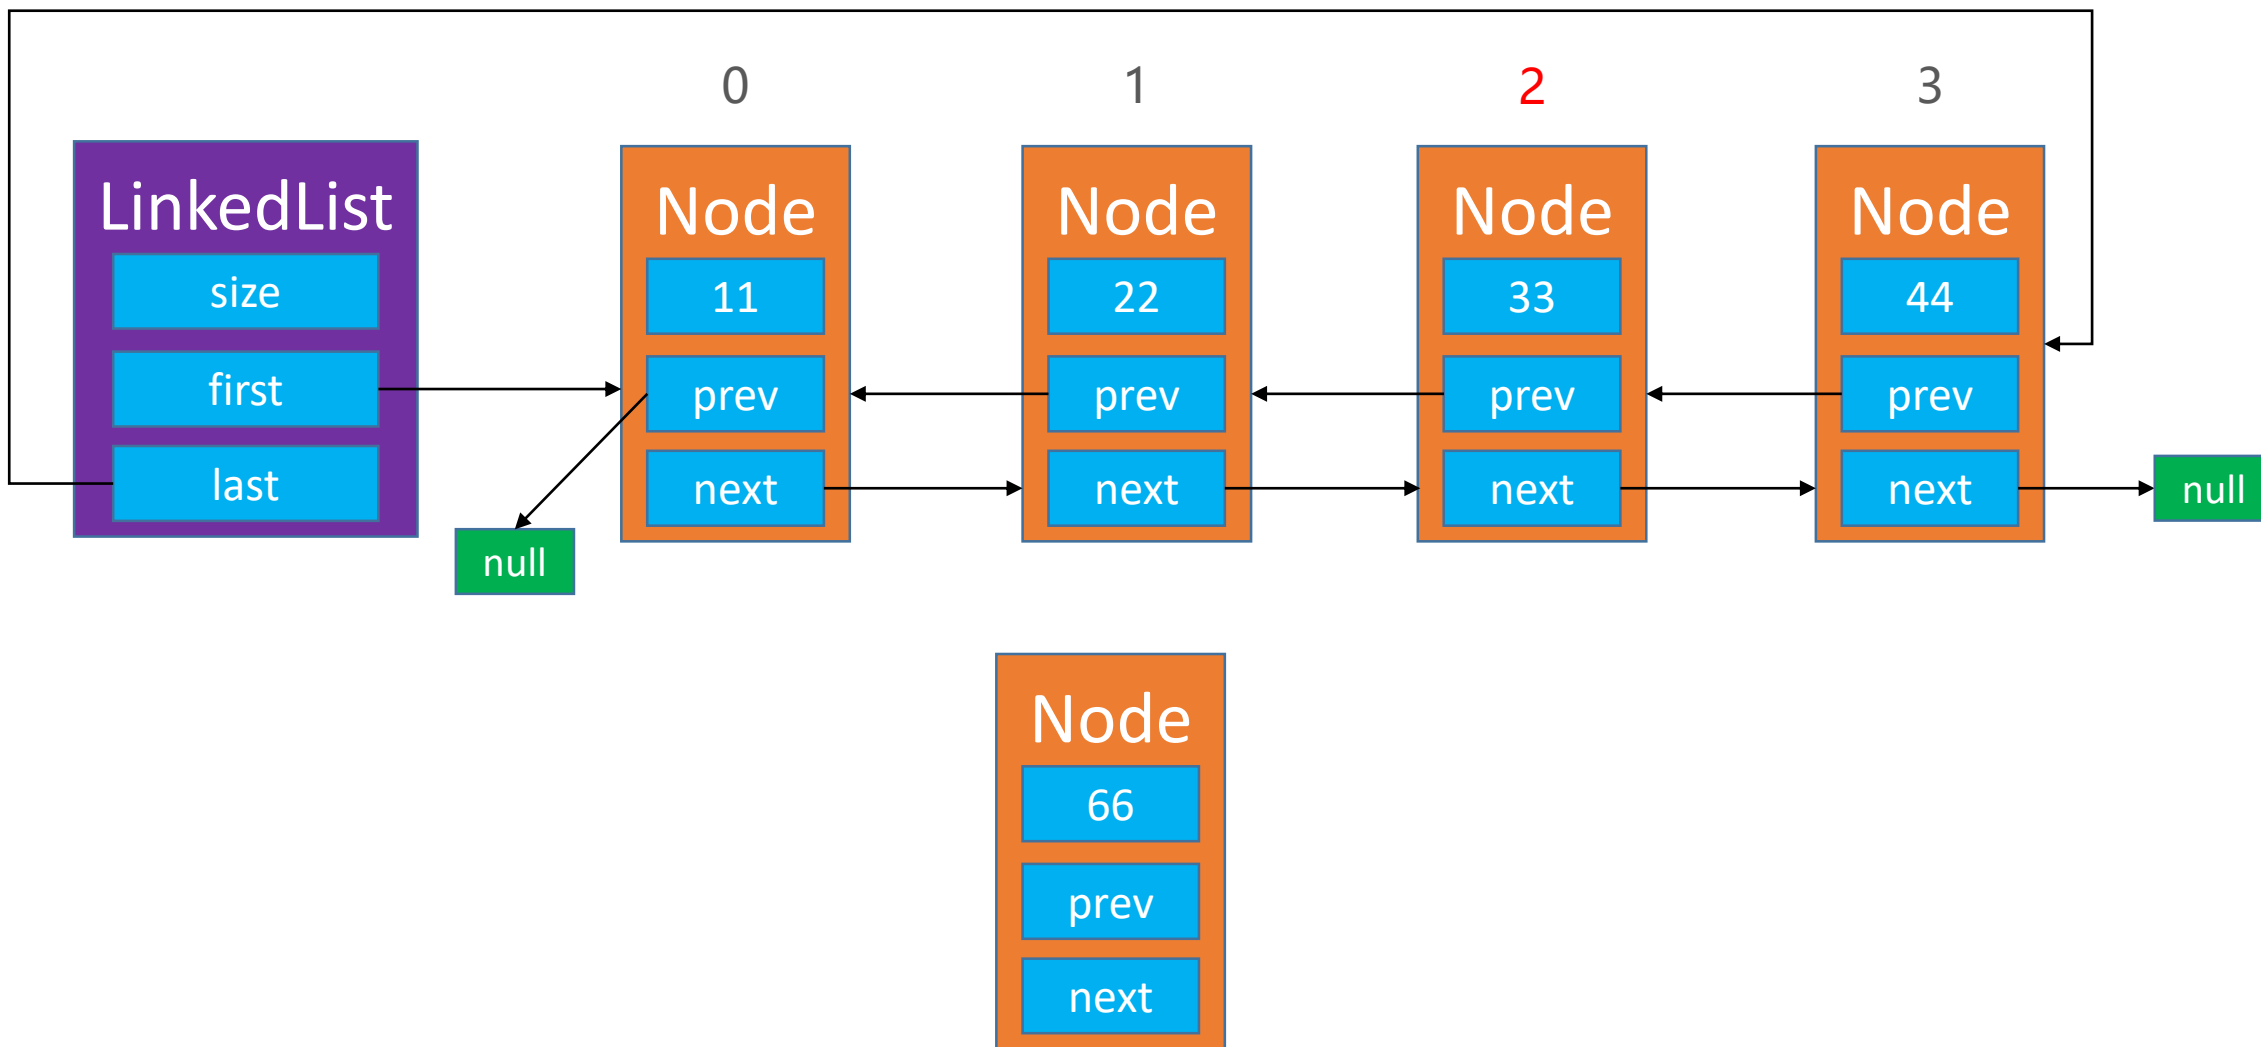 0 1 2 3
LinkedList
size
first
last
null
Node
11
prev
next
Node
22
prev
next
Node
33
prev
next
Node
44
prev
next
null
Node
66
prev
next